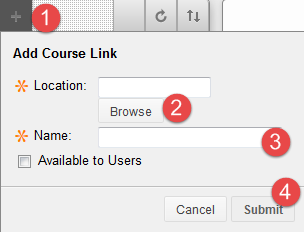 + 1
Add Course Link
* Location:
Browse 2
* Name: 3
Available to Users
4
Cancel Submit